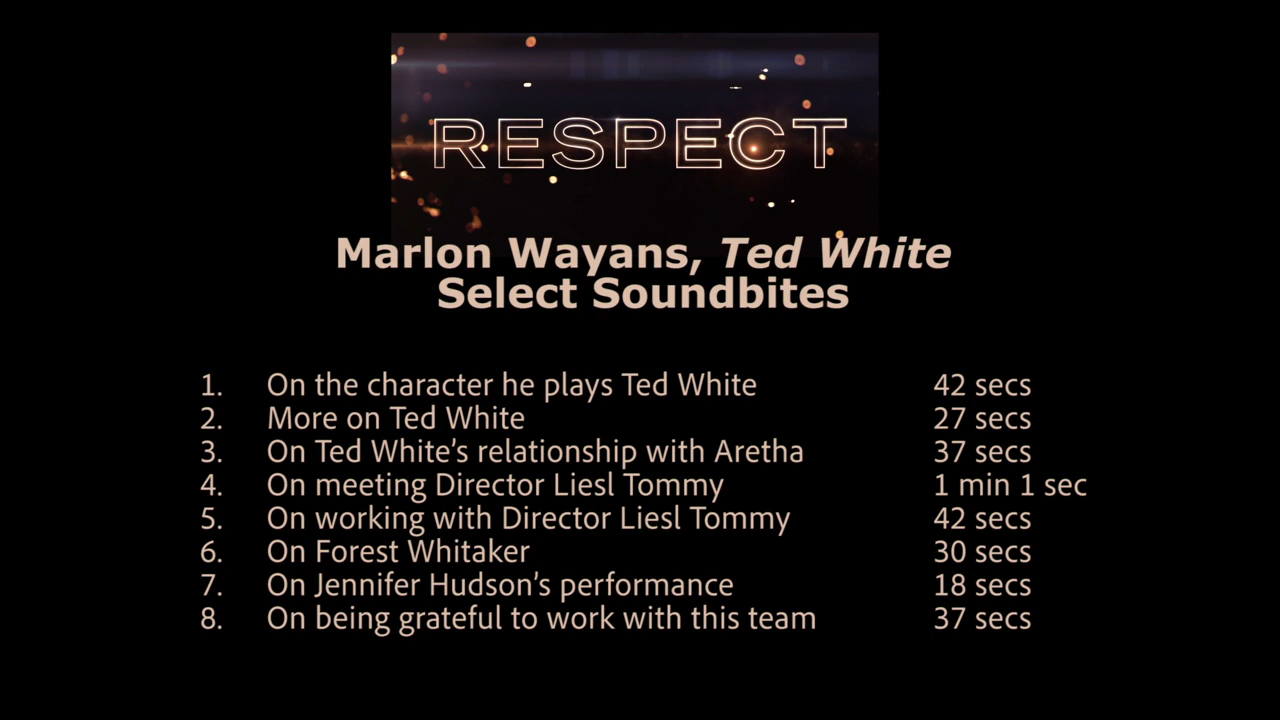 RESPECT
Marlon Wayans, Ted White
Select Soundbites
1. On the character he plays Ted White 42 secs
2. More on Ted White 27 secs
3. On Ted White’s relationship with Aretha 37 secs
4. On meeting Director Liesl Tommy 1 min 1 sec
5. On working with Director Liesl Tommy 42 secs
6. On Forest Whitaker 30 secs
7. On Jennifer Hudson’s performance 18 secs
8. On being grateful to work with this team 37 secs